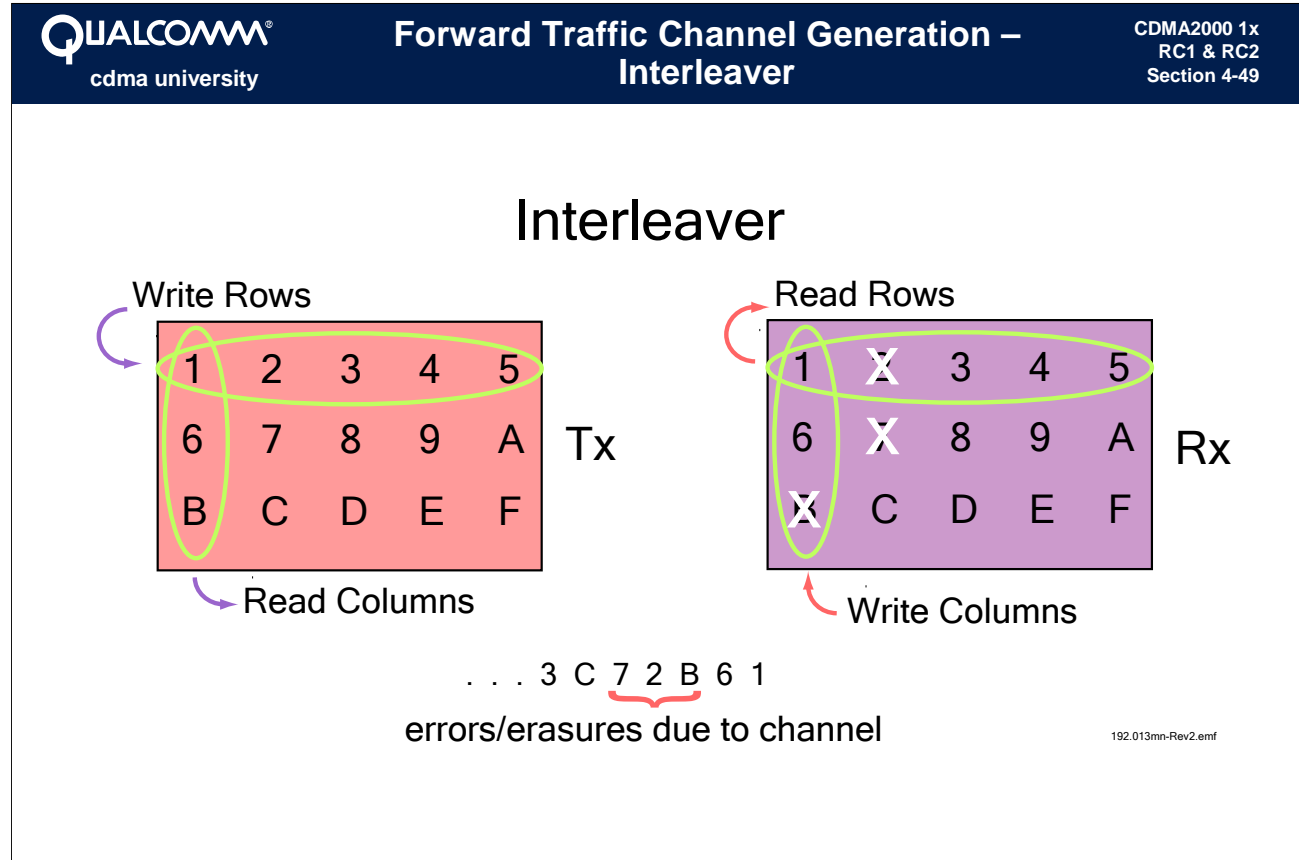 QUALCOMM®
cdma university
Forward Traffic Channel Generation –
Interleaver
CDMA2000 1x
RC1 & RC2
Section 4-49
Interleaver
Write Rows
1 2 3 4 5
6 7 8 9 A
B C D E F
Tx
Read Columns
Read Rows
1 X 3 4 5
6 X 8 9 A
X C D E F
Rx
Write Columns
. . . 3 C 7 2 B 6 1
errors/erasures due to channel
192.013mn-Rev2.emf